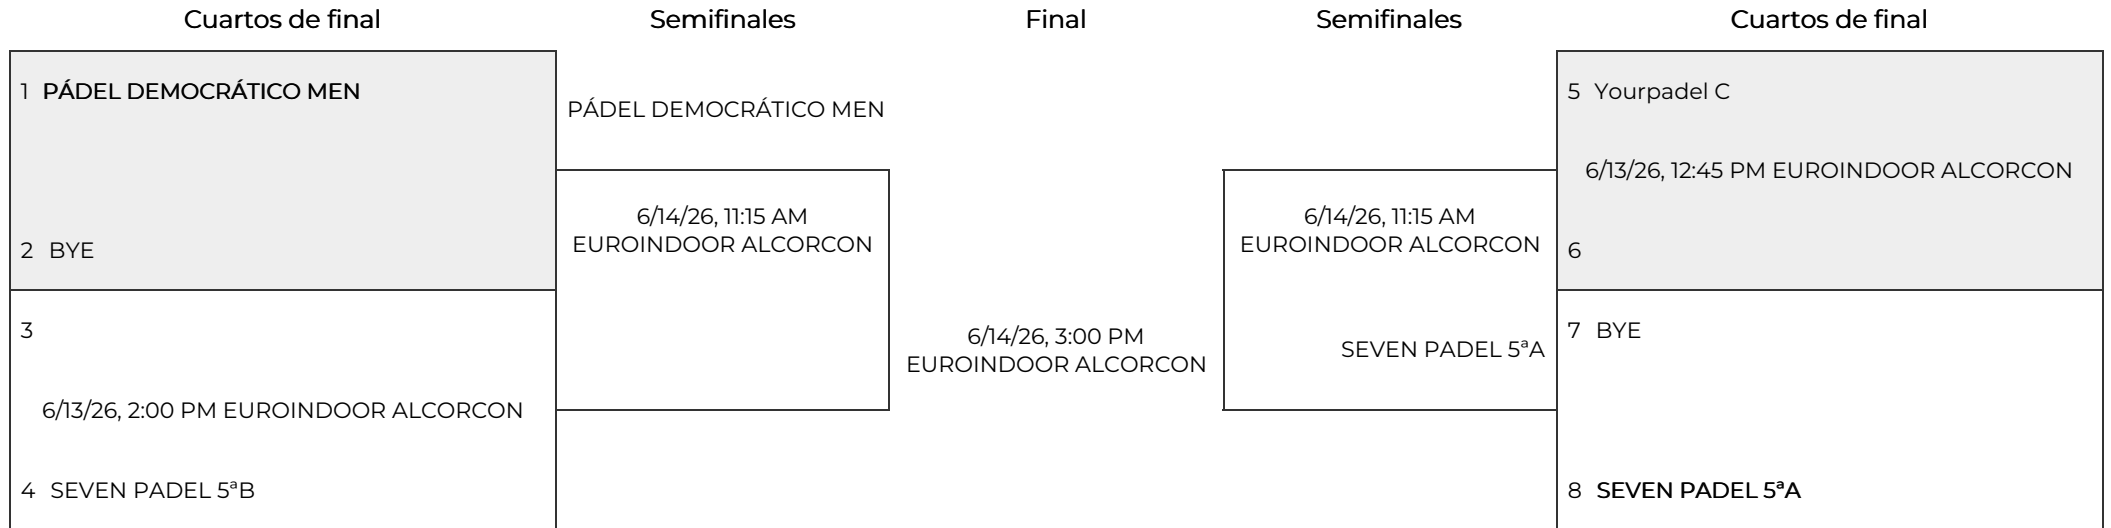 Cuartos de final
Semifinales
Final
Semifinales
Cuartos de final
1 PÁDEL DEMOCRÁTICO MEN
2 BYE
3
6/13/26, 2:00 PM EUROINDOOR ALCORCON
4 SEVEN PADEL 5ªB
PÁDEL DEMOCRÁTICO MEN
6/14/26, 11:15 AM
EUROINDOOR ALCORCON
6/14/26, 3:00 PM
EUROINDOOR ALCORCON
6/14/26, 11:15 AM
EUROINDOOR ALCORCON
SEVEN PADEL 5ªA
5 Yourpadel C
6/13/26, 12:45 PM EUROINDOOR ALCORCON
6
7 BYE
8 SEVEN PADEL 5ªA